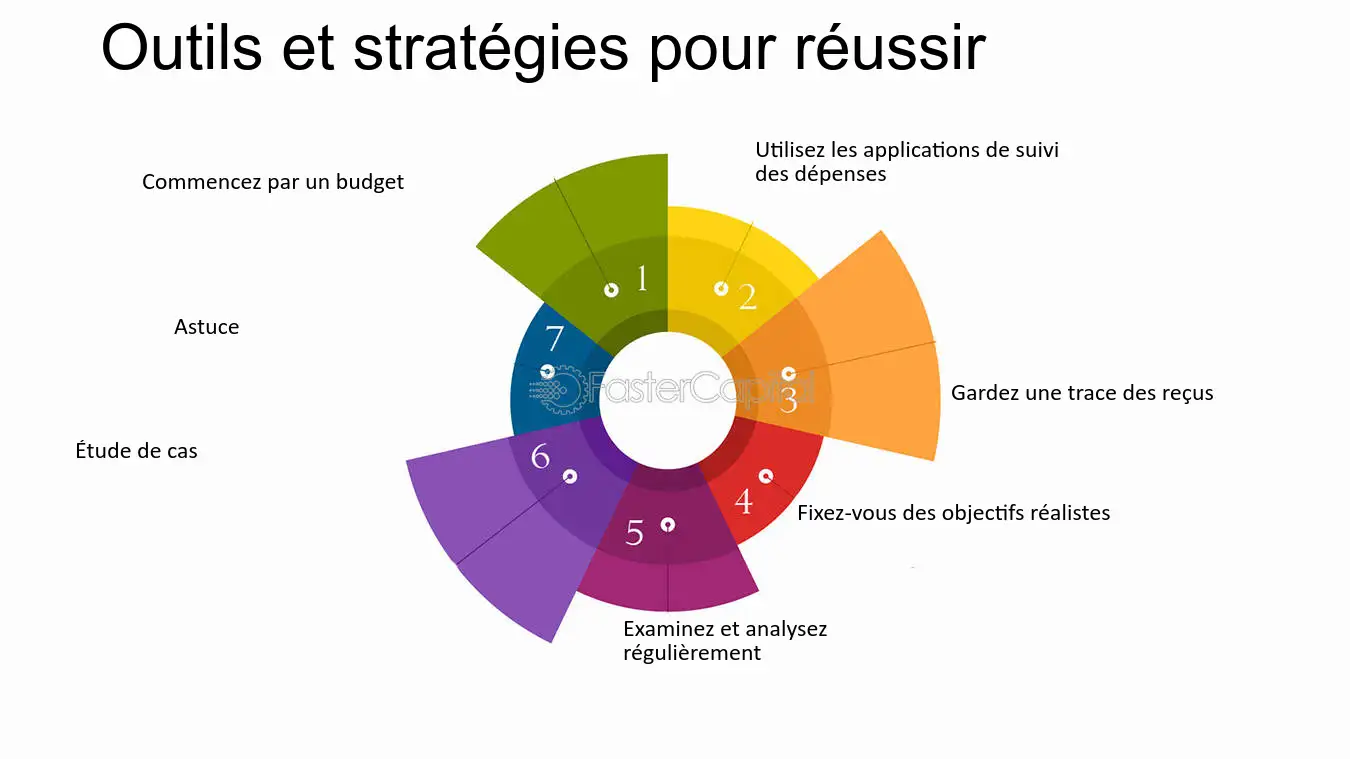 Outils et stratégies pour réussir
Commencez par un budget
Utilisez les applications de suivi
des dépenses
Gardez une trace des reçus
Fixez-vous des objectifs réalistes
Examinez et analysez
régulièrement
Étude de cas
Astuce
1
2
3
4
5
6
7
FasterCapital